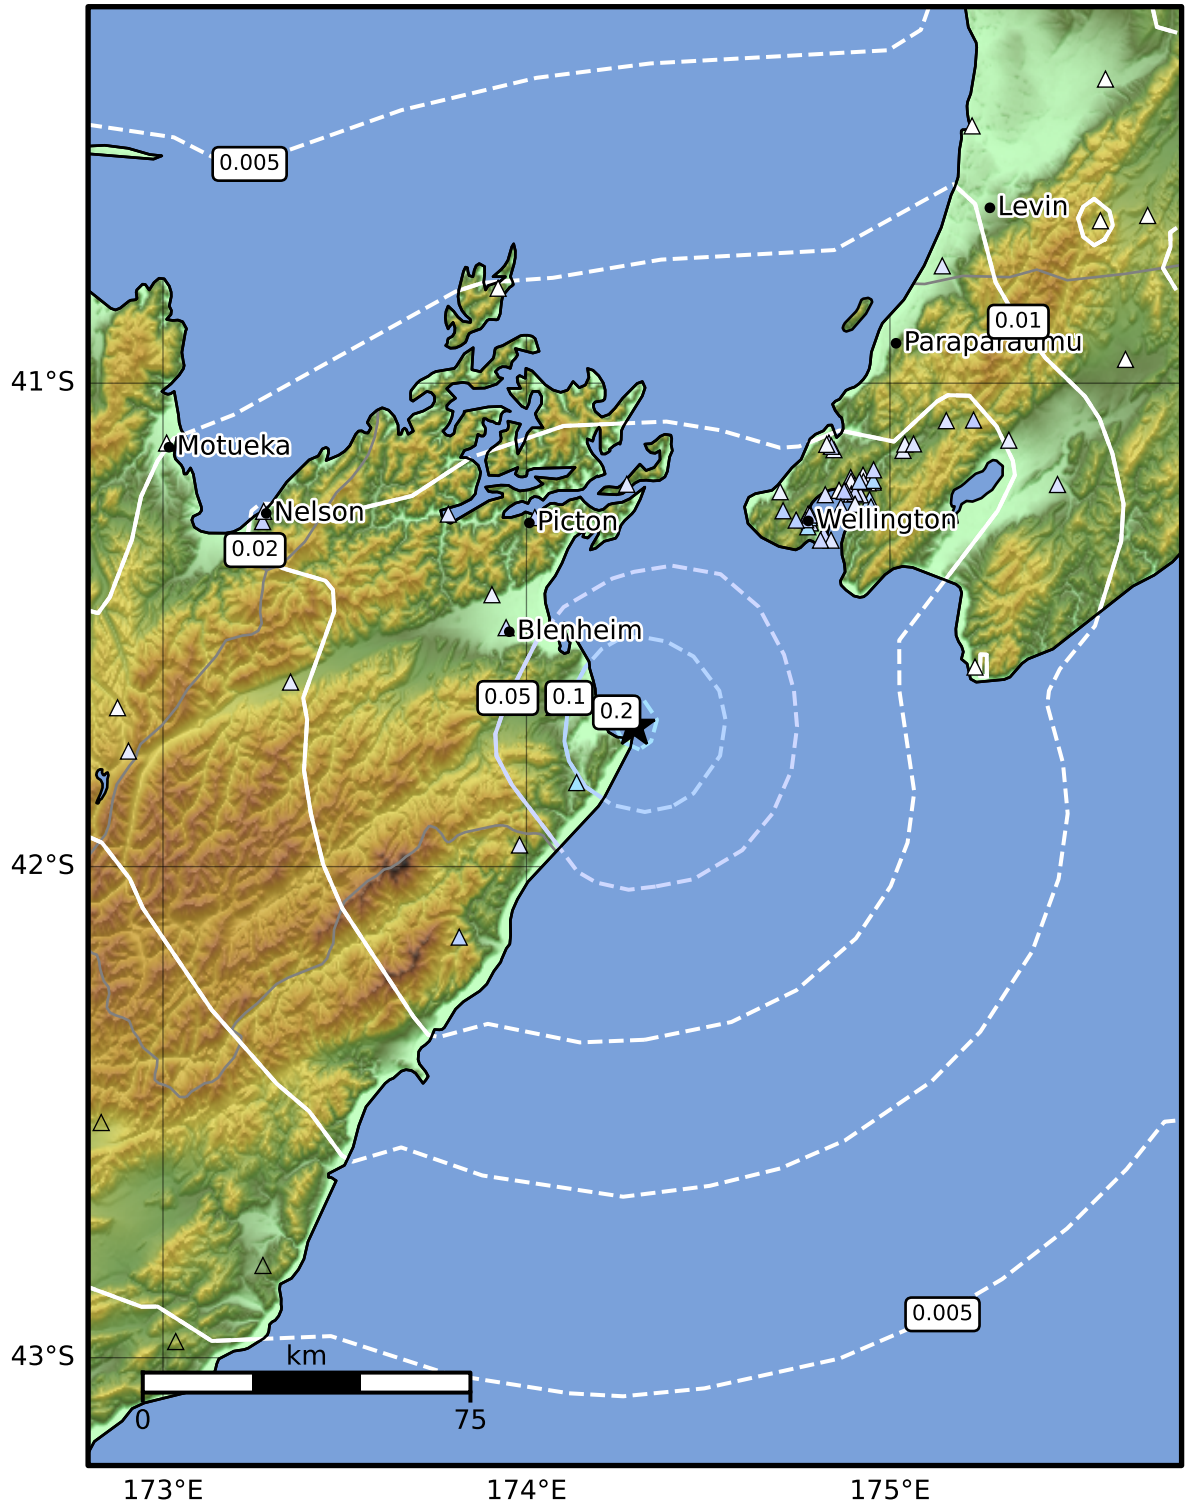 0.005
Levin
0.01
Paraparaumu
41°S
Motueka
Nelson
Picton
Wellington
0.02
Blenheim
0.05
0.1
0.2
42°S
0.005
43°S
km
0
75
173°E
174°E
175°E